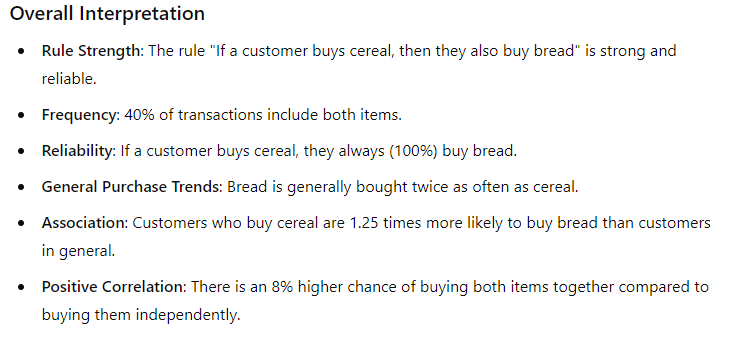 Overall Interpretation
• Rule Strength: The rule "If a customer buys cereal, then they also buy bread" is strong and
reliable.
• Frequency: 40% of transactions include both items.
• Reliability: If a customer buys cereal, they always (100%) buy bread.
• General Purchase Trends: Bread is generally bought twice as often as cereal.
• Association: Customers who buy cereal are 1.25 times more likely to buy bread than customers
in general.
• Positive Correlation: There is an 8% higher chance of buying both items together compared to
buying them independently.